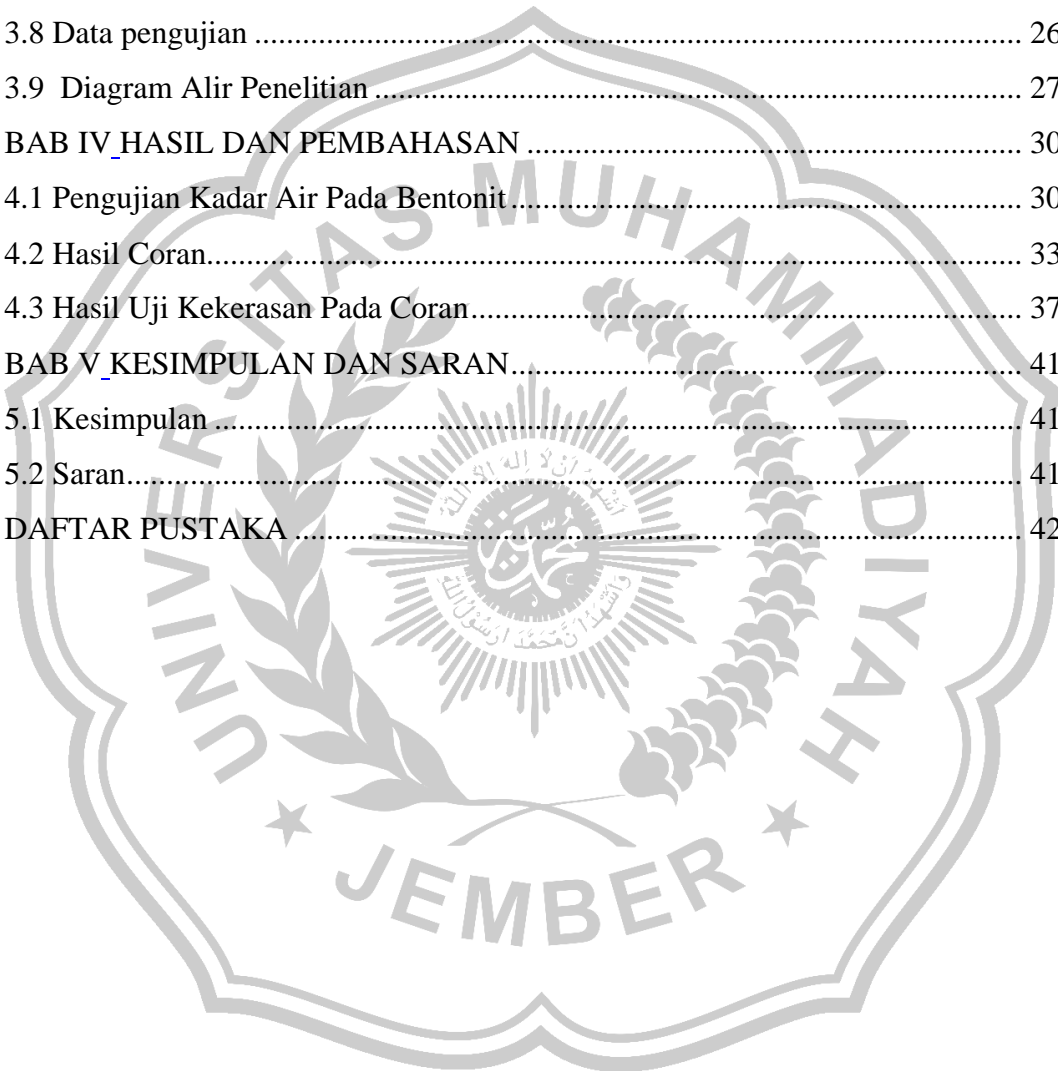 3.8 Data pengujian ........ 26
3.9 Diagram Alir Penelitian ........ 27
BAB IV HASIL DAN PEMBAHASAN ........ 30
4.1 Pengujian Kadar Air Pada Bentonit ........ 30
4.2 Hasil Coran ........ 33
4.3 Hasil Uji Kekerasan Pada Coran ........ 37
BAB V KESIMPULAN DAN SARAN ........ 41
5.1 Kesimpulan ........ 41
5.2 Saran ........ 41
DAFTAR PUSTAKA ........ 42
UNIVERSITAS MUHAMMADIYAH
JEMBER